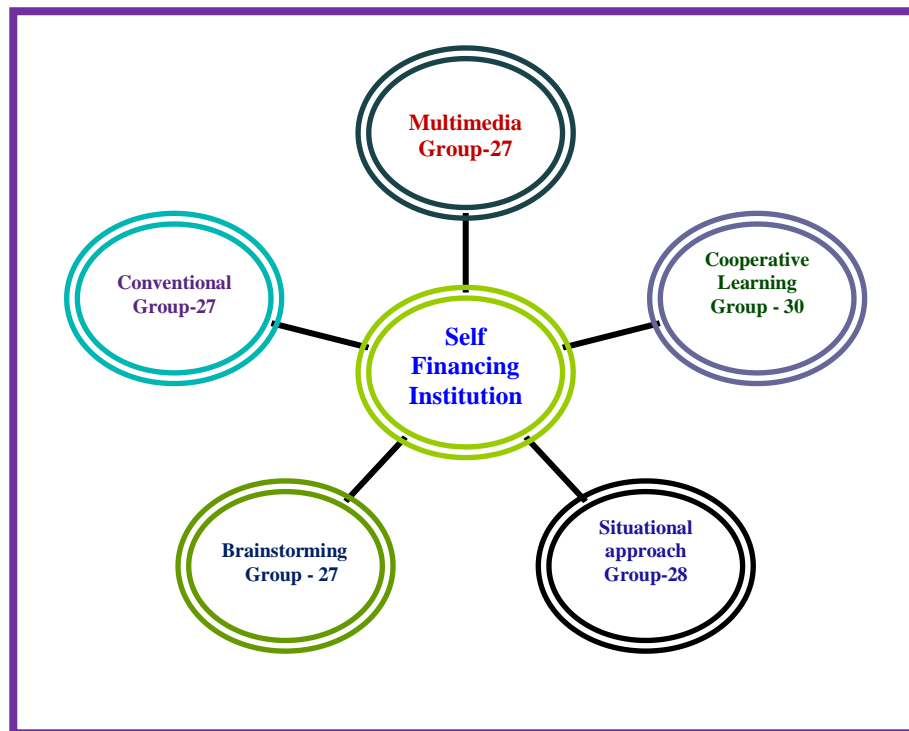 Multimedia
Group-27
Conventional
Group-27
Cooperative
Learning
Group - 30
Self
Financing
Institution
Brainstorming
Group - 27
Situational
approach
Group-28